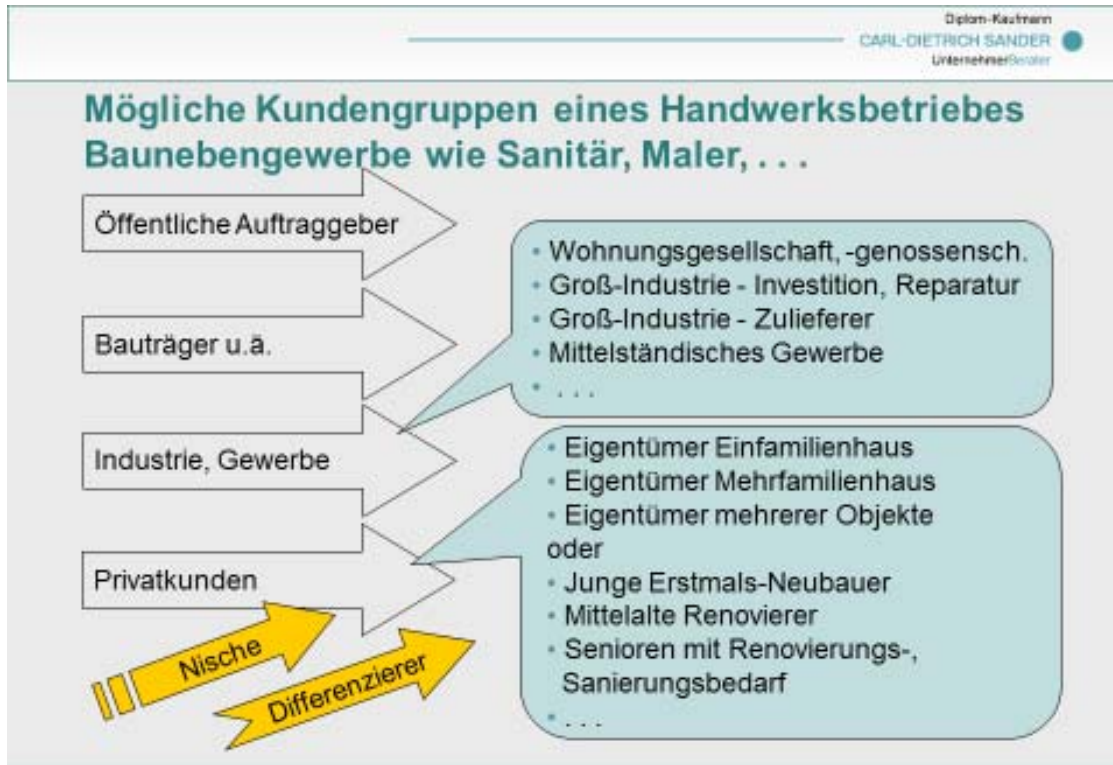 Diplom-Kaufmann
CARL-DIETRICH SANDER
UnternehmerBerater
Mögliche Kundengruppen eines Handwerksbetriebes
Baunebengewerbe wie Sanitär, Maler, . . .
Öffentliche Auftraggeber
Bauträger u.ä.
Industrie, Gewerbe
Privatkunden
Nische
Differenzierer
• Wohnungsgesellschaft, -genossensch.
• Groß-Industrie - Investition, Reparatur
• Groß-Industrie - Zulieferer
• Mittelständisches Gewerbe
• . . .
• Eigentümer Einfamilienhaus
• Eigentümer Mehrfamilienhaus
• Eigentümer mehrerer Objekte
oder
• Junge Erstmals-Neubauer
• Mittelalte Renovierer
• Senioren mit Renovierungs-,
Sanierungsbedarf
• . . .